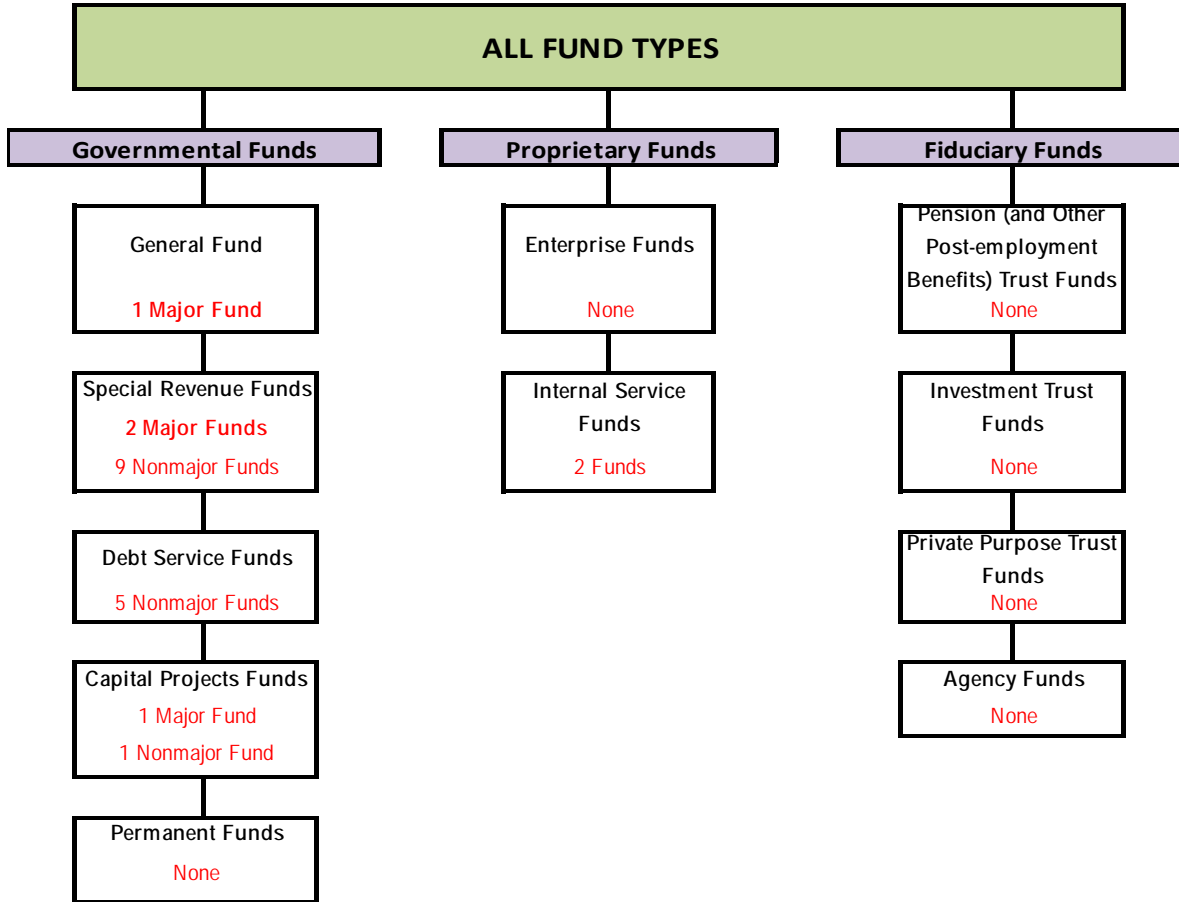 ALL FUND TYPES
Governmental Funds
General Fund
1 Major Fund
Special Revenue Funds
2 Major Funds
9 Nonmajor Funds
Debt Service Funds
5 Nonmajor Funds
Capital Projects Funds
1 Major Fund
1 Nonmajor Fund
Permanent Funds
None
Proprietary Funds
Enterprise Funds
None
Internal Service
Funds
2 Funds
Fiduciary Funds
Pension (and Other
Post-employment
Benefits) Trust Funds
None
Investment Trust
Funds
None
Private Purpose Trust
Funds
None
Agency Funds
None